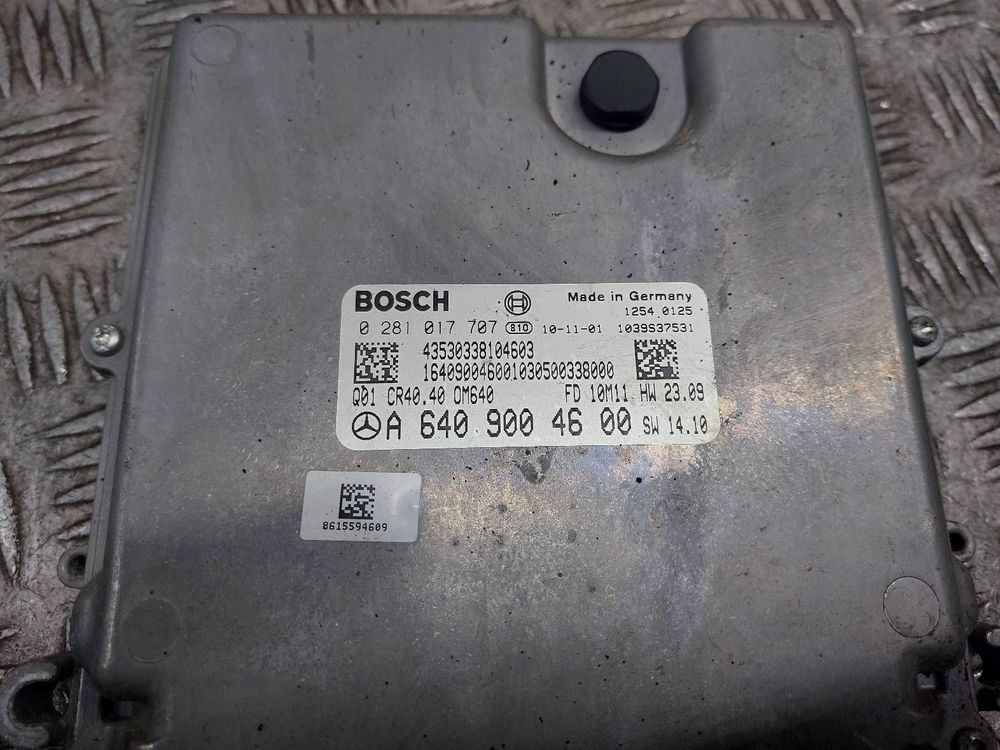 BOSCH Made in Germany
1254 0125
0 281 017 707 810 10-11-01 1039S37531
43530338104603
164090046001030500338000
Q01 CR40.40 OM640 FD 10M11 HW 23.09
A 640 900 46 00 SW 14.10
8615594609